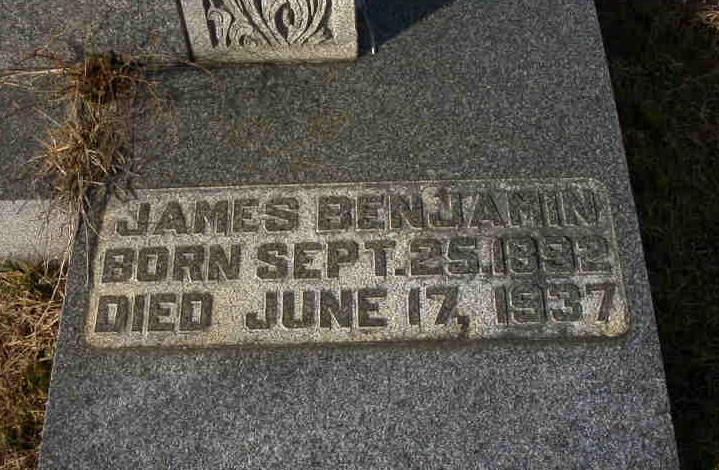 JAMES BENJAMIN
BORN SEPT. 25, 1892
DIED JUNE 17, 1937